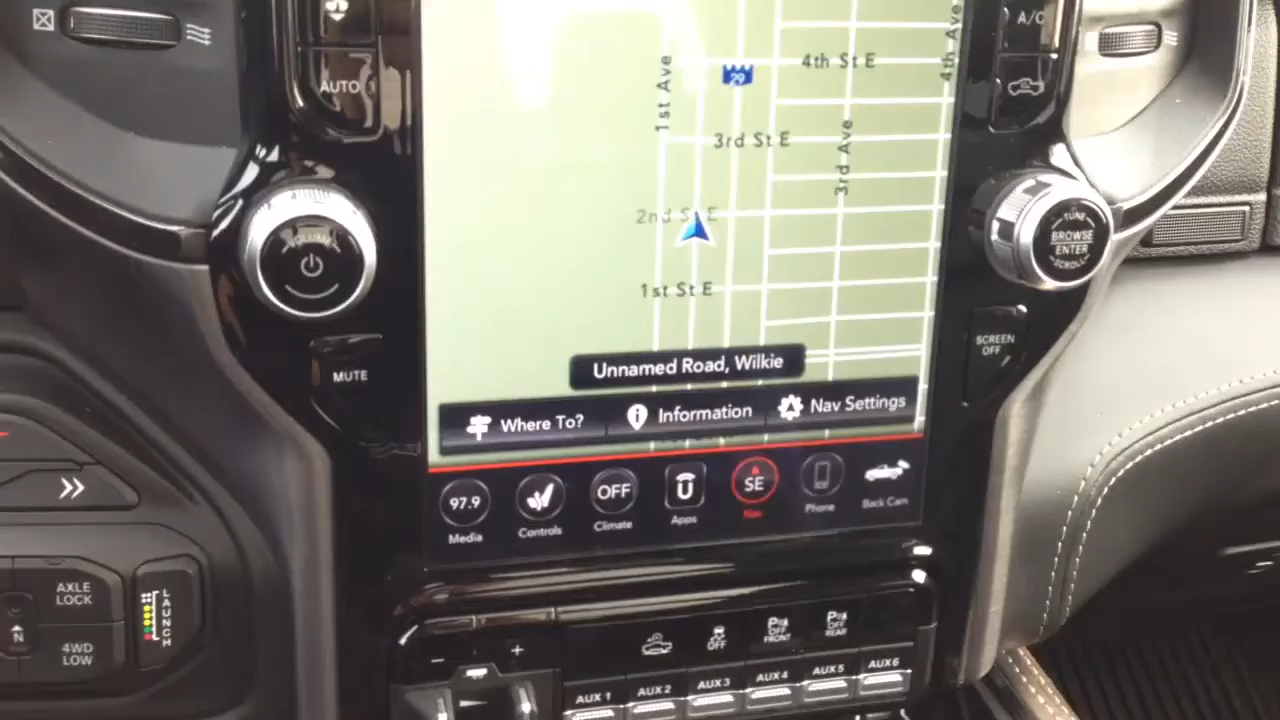 A/C
4th Ave
1st Ave
29
4th St E
AUTO
3rd St E
3rd Ave
2nd St E
TUNE
BROWSE
ENTER
SCROLL
VOLUME
1st St E
SCREEN
OFF
MUTE
Unnamed Road, Wilkie
Where To?
Information
Nav Settings
97.9
Media
Controls
OFF
Climate
Apps
SE
Nav
Phone
Back Cam
AXLE
LOCK
LAUNCH
N
4WD
LOW
OFF
P
OFF
FRONT
P
OFF
REAR
- +
AUX 1
AUX 2
AUX 3
AUX 4
AUX 5
AUX 6